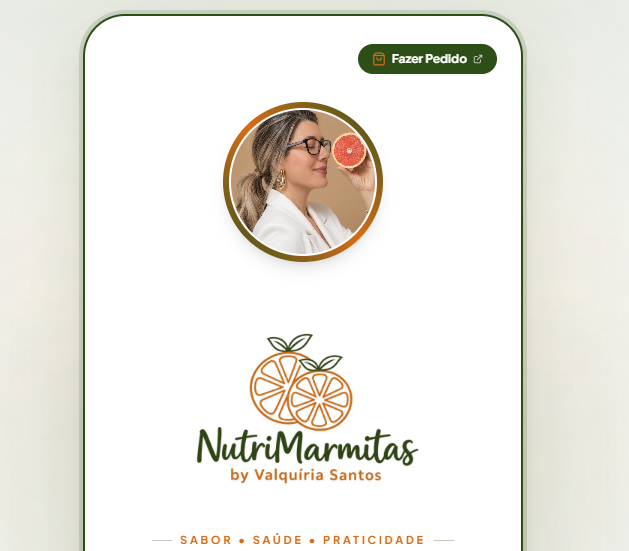 Fazer Pedido
NutriMarmitas
by Valquíria Santos
SABOR • SAÚDE • PRATICIDADE